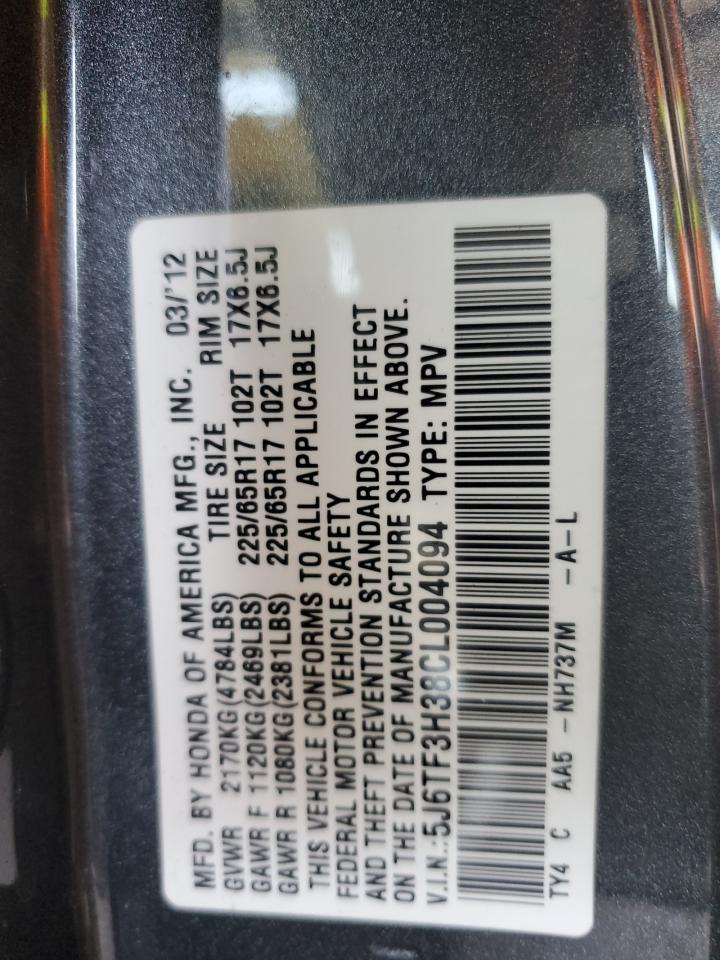 MFD. BY HONDA OF AMERICA MFG., INC. 03/'12
GVWR 2170KG(4784LBS) TIRE SIZE RIM SIZE
GAWR F 1120KG(2469LBS) 225/65R17 102T 17X6.5J
GAWR R 1080KG(2381LBS) 225/65R17 102T 17X6.5J
THIS VEHICLE CONFORMS TO ALL APPLICABLE
FEDERAL MOTOR VEHICLE SAFETY
AND THEFT PREVENTION STANDARDS IN EFFECT
ON THE DATE OF MANUFACTURE SHOWN ABOVE.
V.I.N.:5J6TF3H38CL004094 TYPE: MPV
TY4 C AA5 -NH737M -A-L